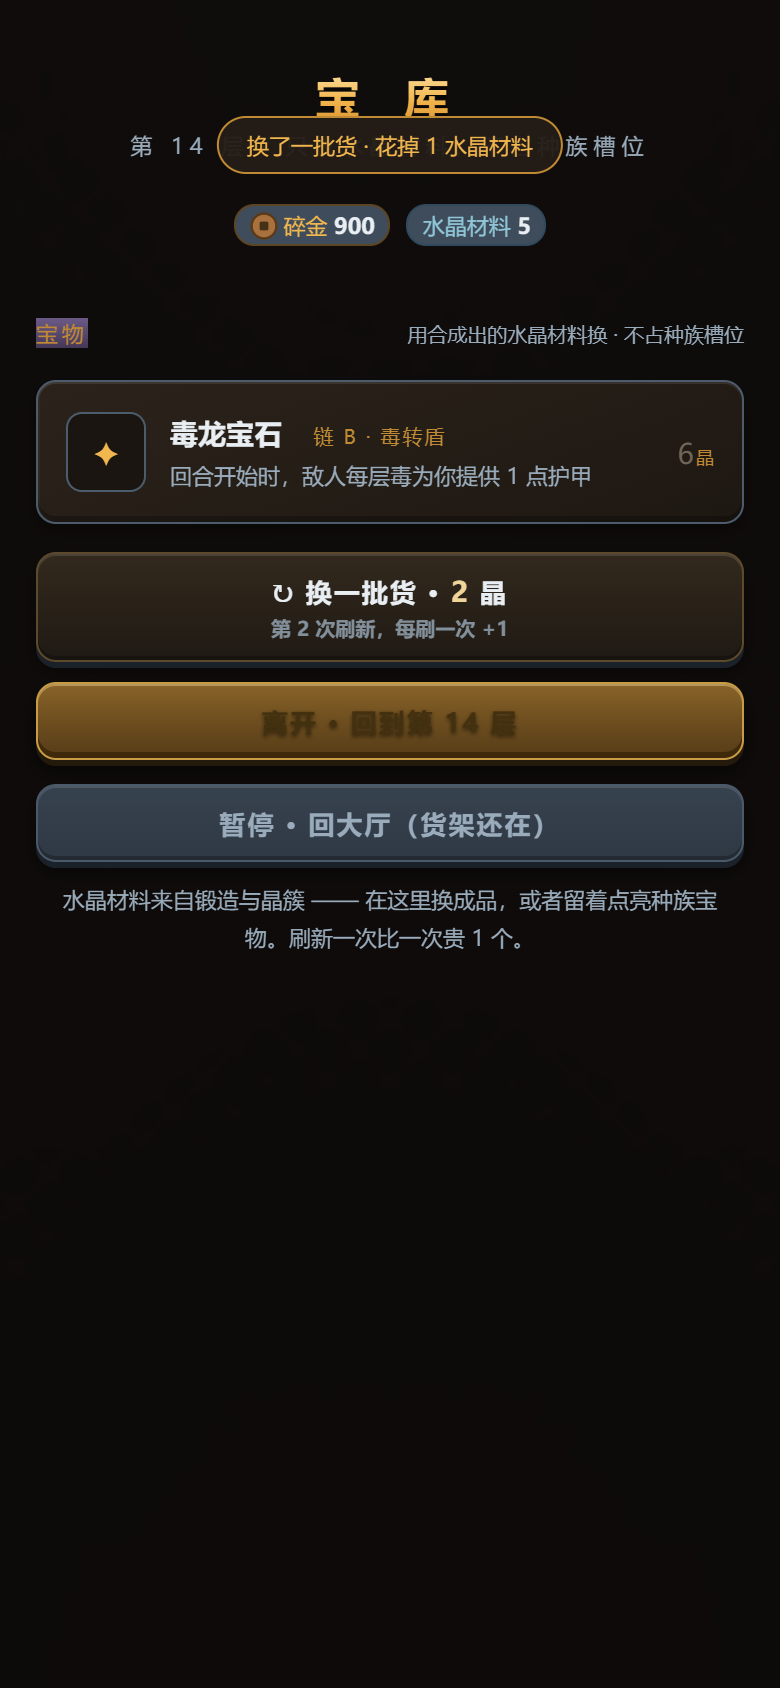 宝 库
第 14
换了一批货 · 花掉 1 水晶材料
族槽位
碎金 900
水晶材料 5
宝物
用合成出的水晶材料换 · 不占种族槽位
毒龙宝石 链 B · 毒转盾
回合开始时，敌人每层毒为你提供 1 点护甲
6晶
↻ 换一批货 · 2 晶
第 2 次刷新，每刷一次 +1
离开 · 回到第 14 层
暂停 · 回大厅（货架还在）
水晶材料来自锻造与晶簇 —— 在这里换成品，或者留着点亮种族宝
物。刷新一次比一次贵 1 个。